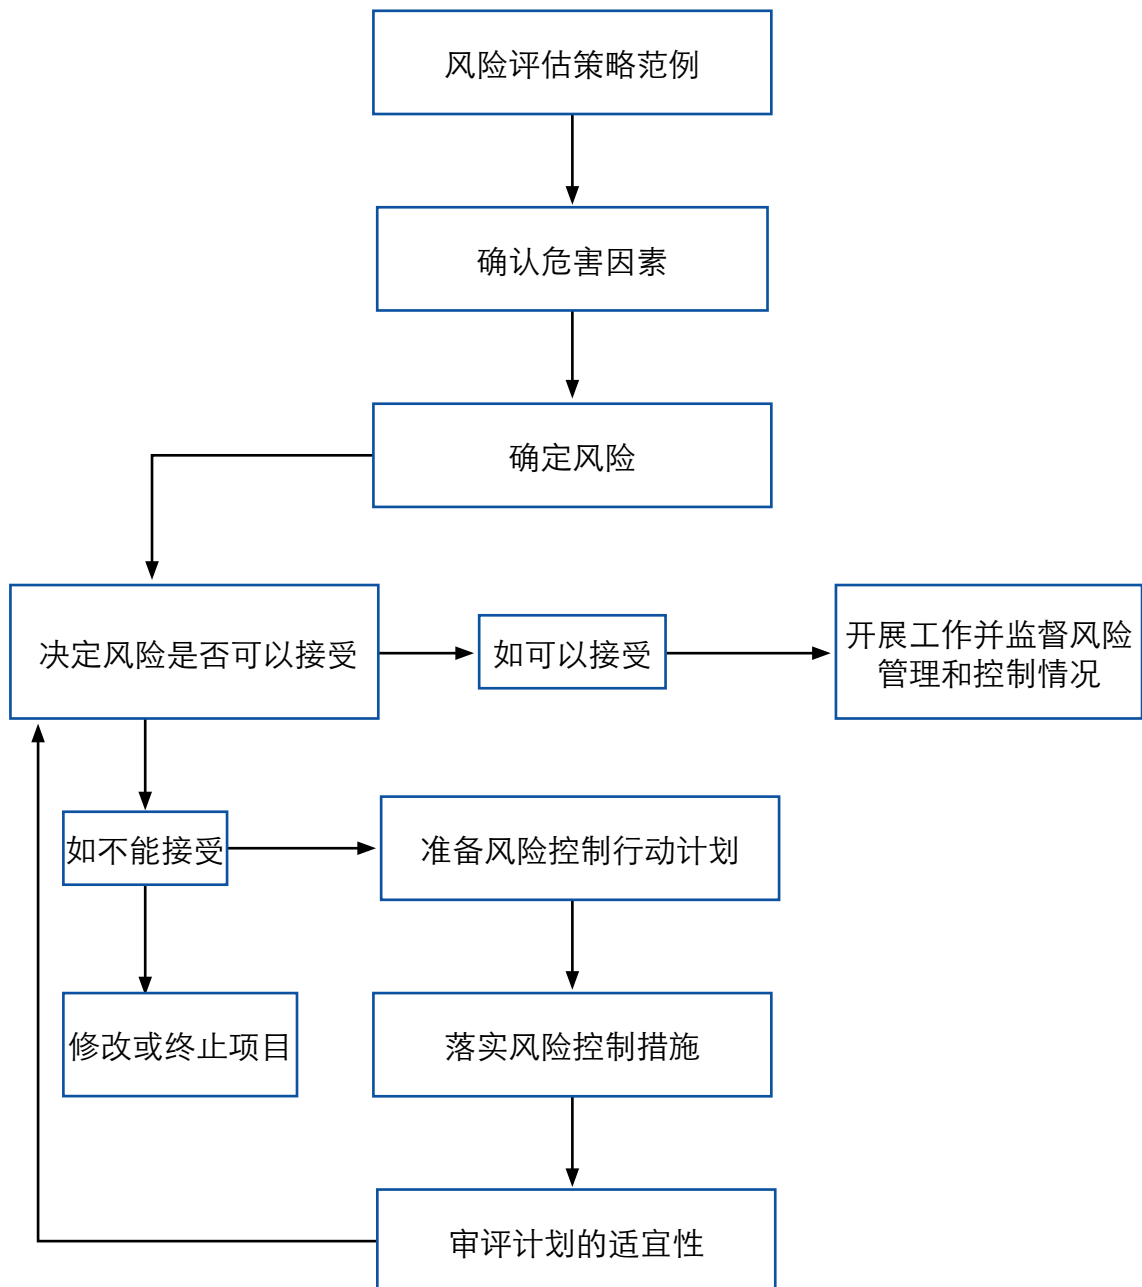 风险评估策略范例
确认危害因素
确定风险
决定风险是否可以接受
如可以接受
开展工作并监督风险
管理和控制情况
如不能接受
准备风险控制行动计划
修改或终止项目
落实风险控制措施
审评计划的适宜性